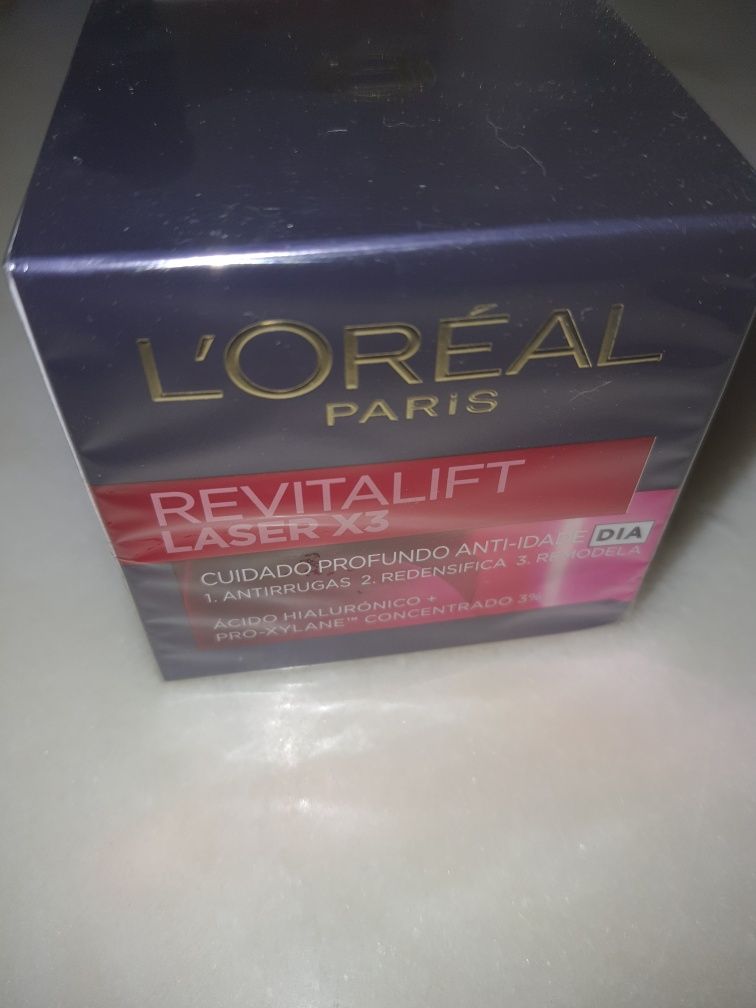 L'ORÉAL
PARiS
REVITALIFT
LASER X3
CUIDADO PROFUNDO ANTI-IDADE DIA
1. ANTIRRUGAS 2. REDENSIFICA 3. REMODELA
ÁCIDO HIALURÓNICO +
PRO-XYLANE™ CONCENTRADO 3%